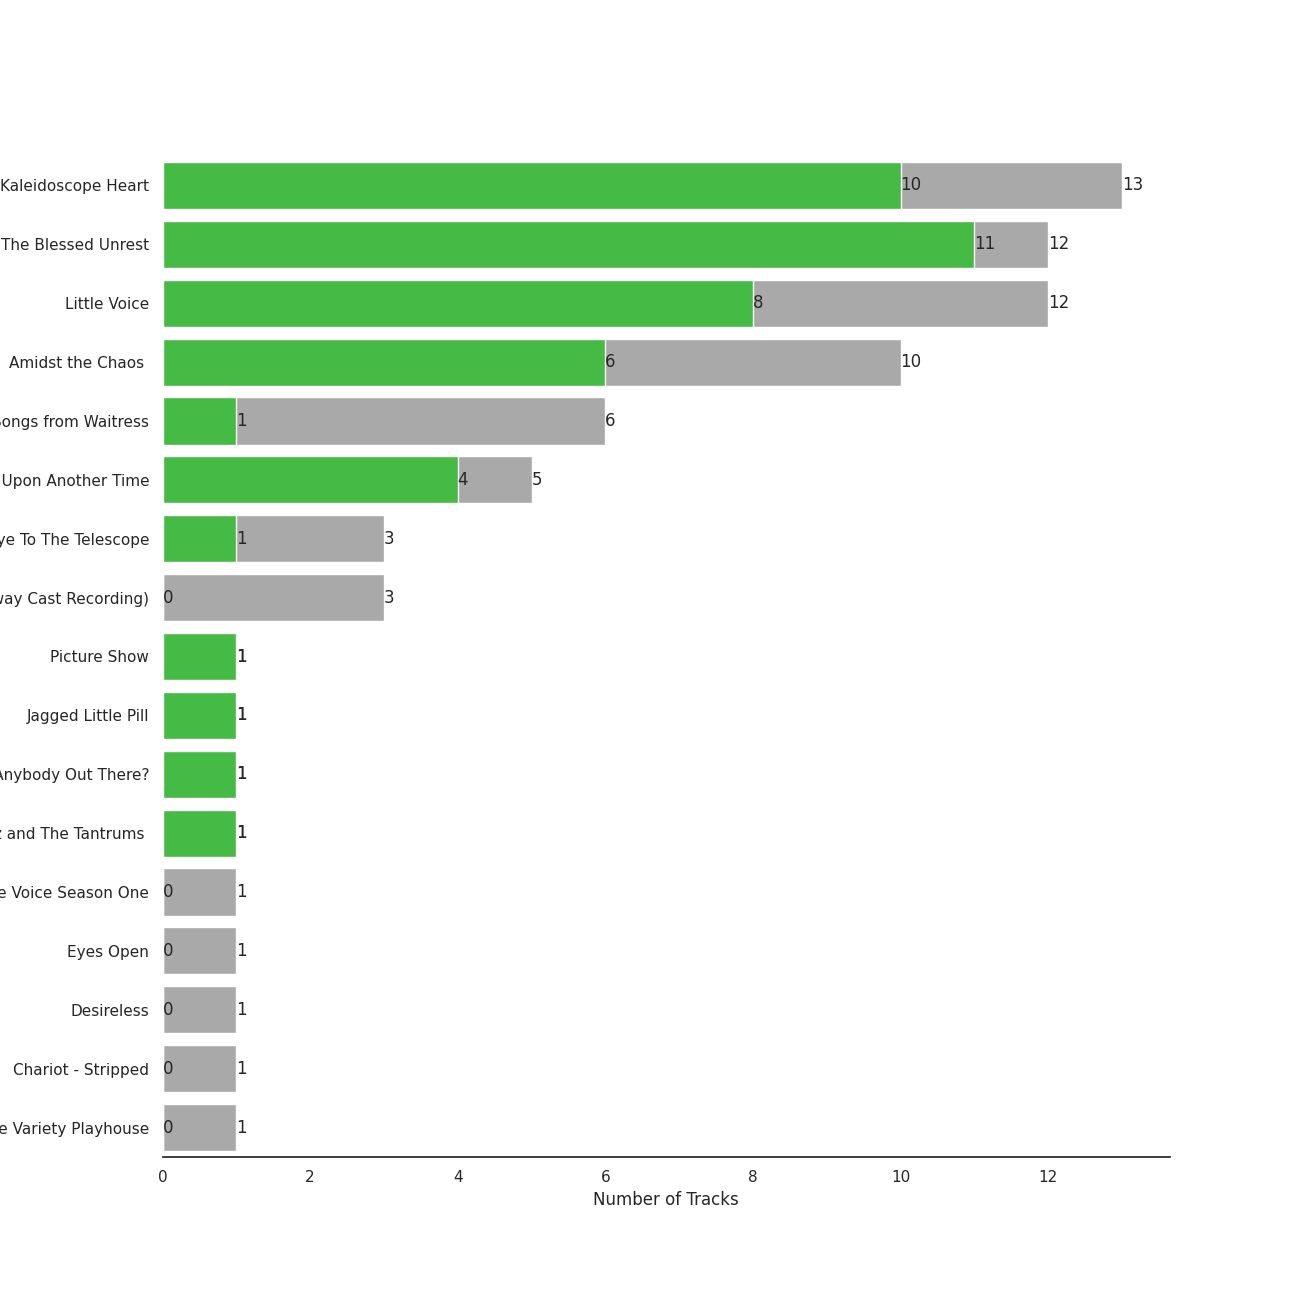 Kaleidoscope Heart 10 13
The Blessed Unrest 11 12
Little Voice 8 12
Amidst the Chaos 6 10
Songs from Waitress 1 6
Upon Another Time 4 5
To The Telescope 1 3
Cast Recording) 0 3
Picture Show 1
Jagged Little Pill 1
Anybody Out There? 1
and The Tantrums 1
Voice Season One 0 1
Eyes Open 0 1
Desireless 0 1
Chariot - Stripped 0 1
Variety Playhouse 0 1
0 2 4 6 8 10 12
Number of Tracks